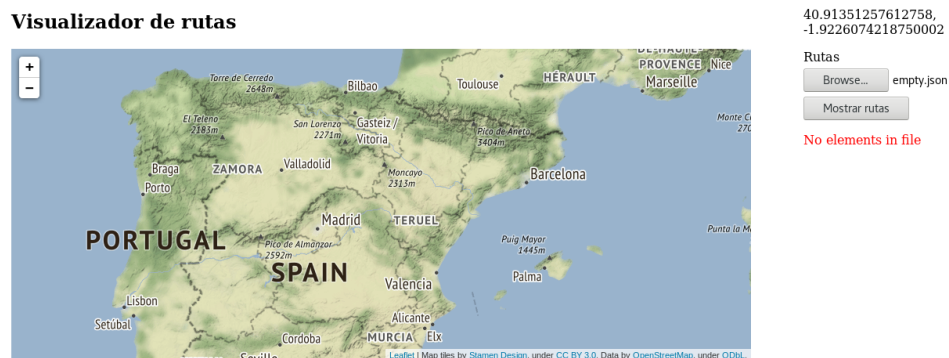 Visualizador de rutas
40.91351257612758,
-1.9226074218750002
Rutas
Browse...
empty.json
Mostrar rutas
No elements in file
+
−
Torre de Cerredo
2648m
Bilbao
Toulouse
HÉRAULT
PROVENCE
Nice
Marseille
El Teleno
2183m
San Lorenzo
2271m
Gasteiz /
Vitoria
Pico de Aneto
3404m
Braga
Porto
ZAMORA
Valladolid
Moncayo
2313m
Barcelona
PORTUGAL
Madrid
TERUEL
Pico de Almanzor
2592m
SPAIN
Puig Mayor
1445m
Palma
Valencia
Lisbon
Setúbal
Cordoba
Alicante
MURCIA
Elx
Leaflet | Map tiles by Stamen Design, under CC BY 3.0. Data by OpenStreetMap, under ODbL.